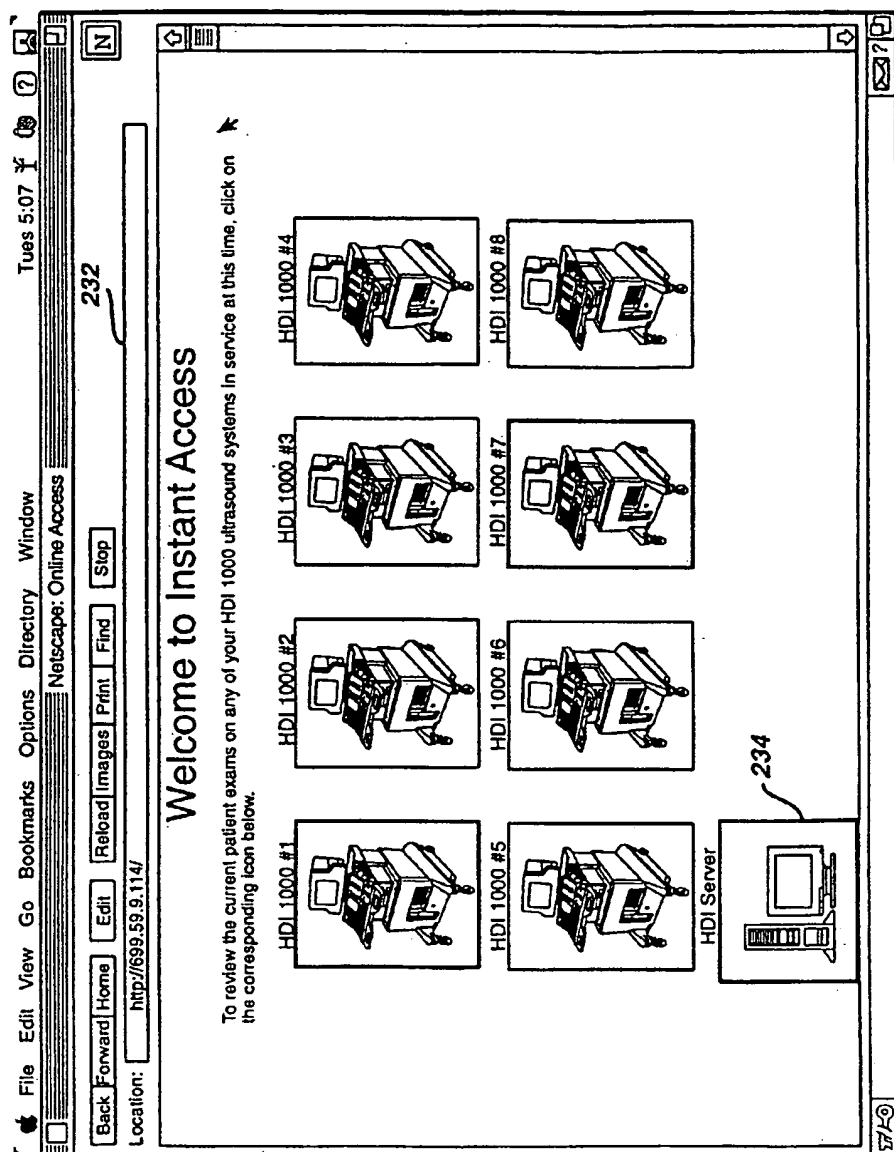 File Edit View Go Bookmarks Options Directory Window Tues 5:07 ?
Netscape: Online Access
Back Forward Home Edit Reload Images Print Find Stop
N
Location: http://699.59.9.114/
232
Welcome to Instant Access
To review the current patient exams on any of your HDI 1000 ultrasound systems in service at this time, click on
the corresponding icon below.
HDI 1000 #1 HDI 1000 #2 HDI 1000 #3 HDI 1000 #4
HDI 1000 #5 HDI 1000 #6 HDI 1000 #7 HDI 1000 #8
HDI Server
234
?